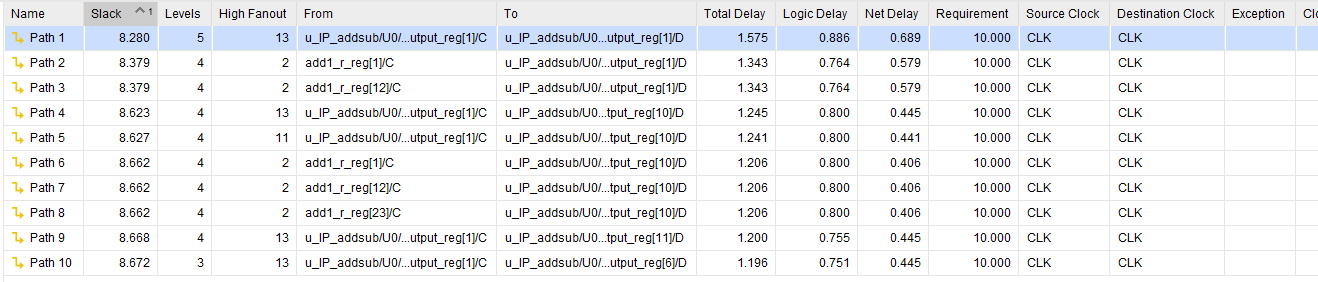 Name Slack 1 Levels High Fanout From To Total Delay Logic Delay Net Delay Requirement Source Clock Destination Clock Exception Clo
Path 1 8.280 5 13 u_IP_addsub/U0/...utput_reg[1]/C u_IP_addsub/U0...utput_reg[1]/D 1.575 0.886 0.689 10.000 CLK CLK
Path 2 8.379 4 2 add1_r_reg[1]/C u_IP_addsub/U0/...utput_reg[1]/D 1.343 0.764 0.579 10.000 CLK CLK
Path 3 8.379 4 2 add1_r_reg[12]/C u_IP_addsub/U0/...utput_reg[1]/D 1.343 0.764 0.579 10.000 CLK CLK
Path 4 8.623 4 13 u_IP_addsub/U0/...utput_reg[1]/C u_IP_addsub/U0...tput_reg[10]/D 1.245 0.800 0.445 10.000 CLK CLK
Path 5 8.627 4 11 u_IP_addsub/U0/...utput_reg[1]/C u_IP_addsub/U0...tput_reg[10]/D 1.241 0.800 0.441 10.000 CLK CLK
Path 6 8.662 4 2 add1_r_reg[1]/C u_IP_addsub/U0/...tput_reg[10]/D 1.206 0.800 0.406 10.000 CLK CLK
Path 7 8.662 4 2 add1_r_reg[12]/C u_IP_addsub/U0/...tput_reg[10]/D 1.206 0.800 0.406 10.000 CLK CLK
Path 8 8.662 4 2 add1_r_reg[23]/C u_IP_addsub/U0/...tput_reg[10]/D 1.206 0.800 0.406 10.000 CLK CLK
Path 9 8.668 4 13 u_IP_addsub/U0/...utput_reg[1]/C u_IP_addsub/U0...tput_reg[11]/D 1.200 0.755 0.445 10.000 CLK CLK
Path 10 8.672 3 13 u_IP_addsub/U0/...utput_reg[1]/C u_IP_addsub/U0...utput_reg[6]/D 1.196 0.751 0.445 10.000 CLK CLK